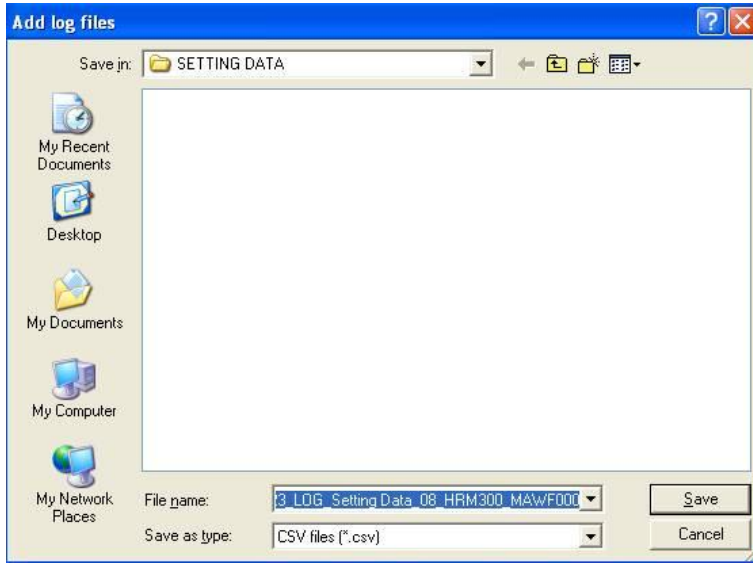 Add log files
Save in:
SETTING DATA
My Recent
Documents
Desktop
My Documents
My Computer
My Network
Places
File name:
3_LOG_Setting Data_08_HRM300_MAWF000
Save as type:
CSV files (*.csv)
Save
Cancel